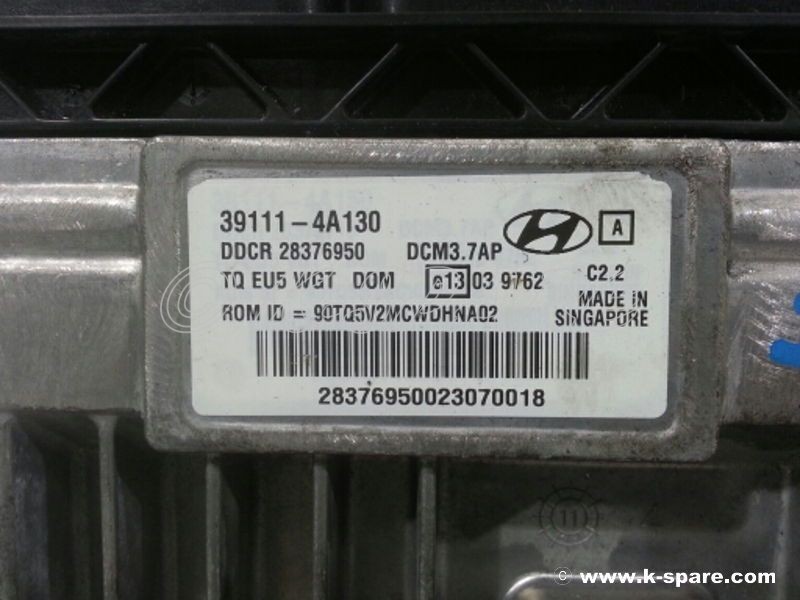 39111-4A130
A
DDCR 28376950 DCM3.7AP
TQ EU5 WGT DOM e13 03 9762 C2.2
ROM ID = 90TQ5V2MCWDHNA02 MADE IN
SINGAPORE
28376950023070018
11
© www.k-spare.com